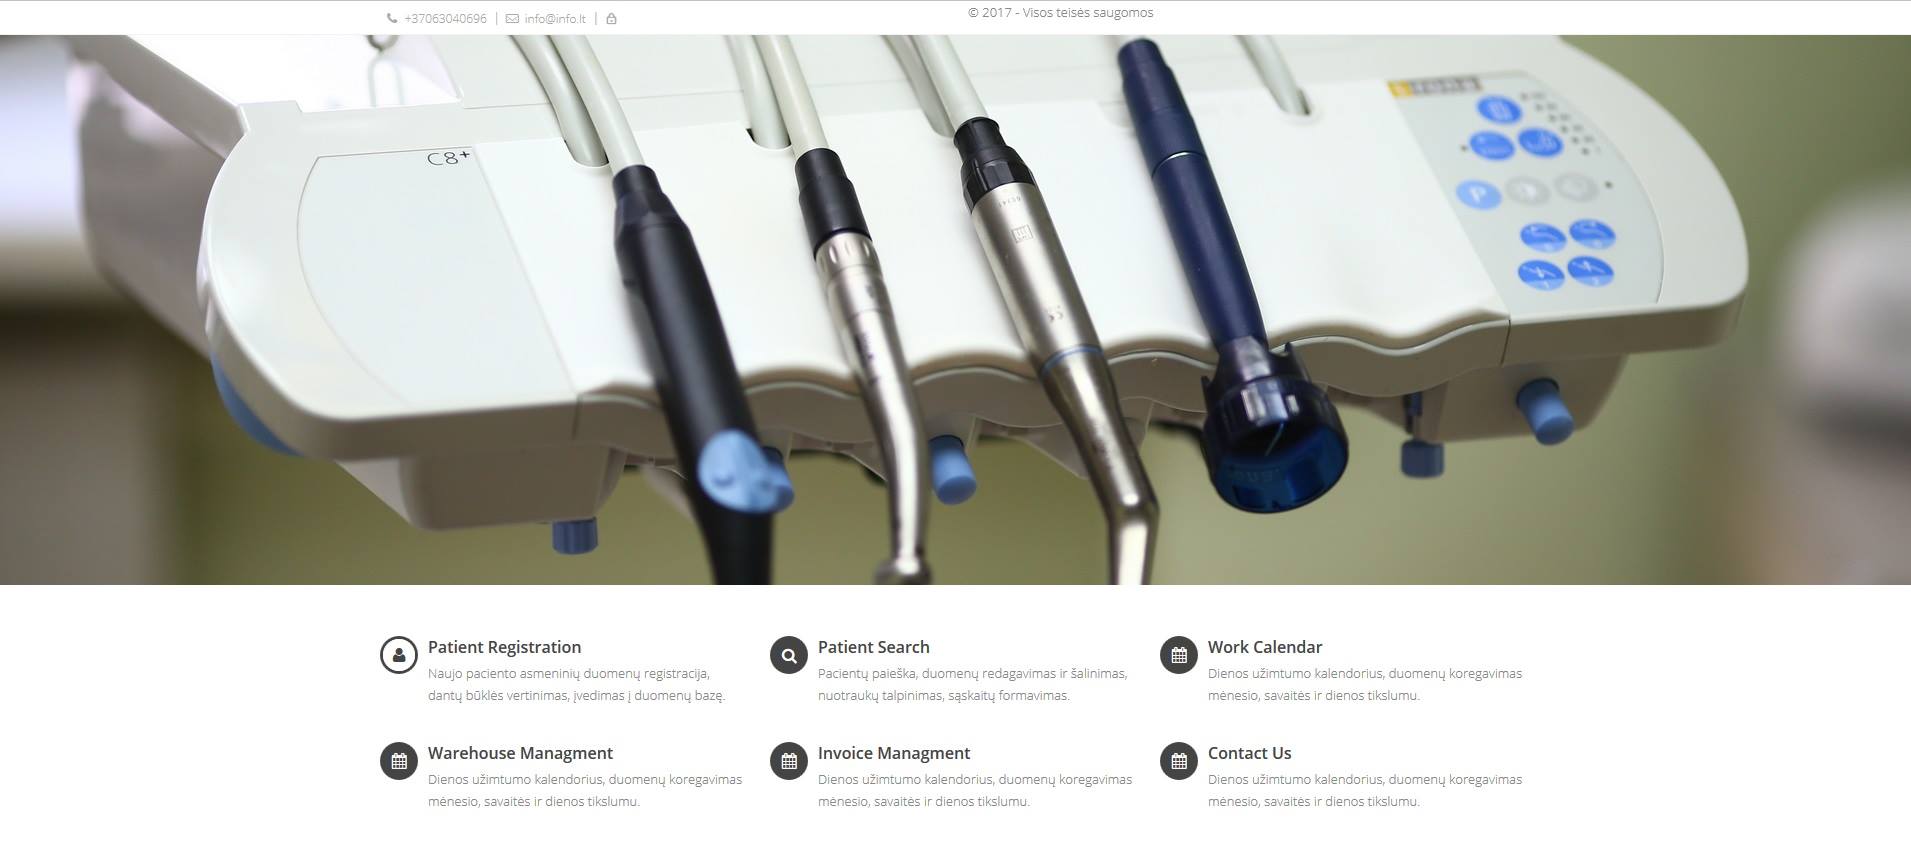 +37063040696 | info@info.lt |
© 2017 - Visos teisės saugomos
C8+
P
Patient Registration
Naujo paciento asmeninių duomenų registracija,
dantų būklės vertinimas, įvedimas į duomenų bazę.
Patient Search
Pacientų paieška, duomenų redagavimas ir šalinimas,
nuotraukų talpinimas, sąskaitų formavimas.
Work Calendar
Dienos užimtumo kalendorius, duomenų koregavimas
mėnesio, savaitės ir dienos tikslumu.
Warehouse Managment
Dienos užimtumo kalendorius, duomenų koregavimas
mėnesio, savaitės ir dienos tikslumu.
Invoice Managment
Dienos užimtumo kalendorius, duomenų koregavimas
mėnesio, savaitės ir dienos tikslumu.
Contact Us
Dienos užimtumo kalendorius, duomenų koregavimas
mėnesio, savaitės ir dienos tikslumu.